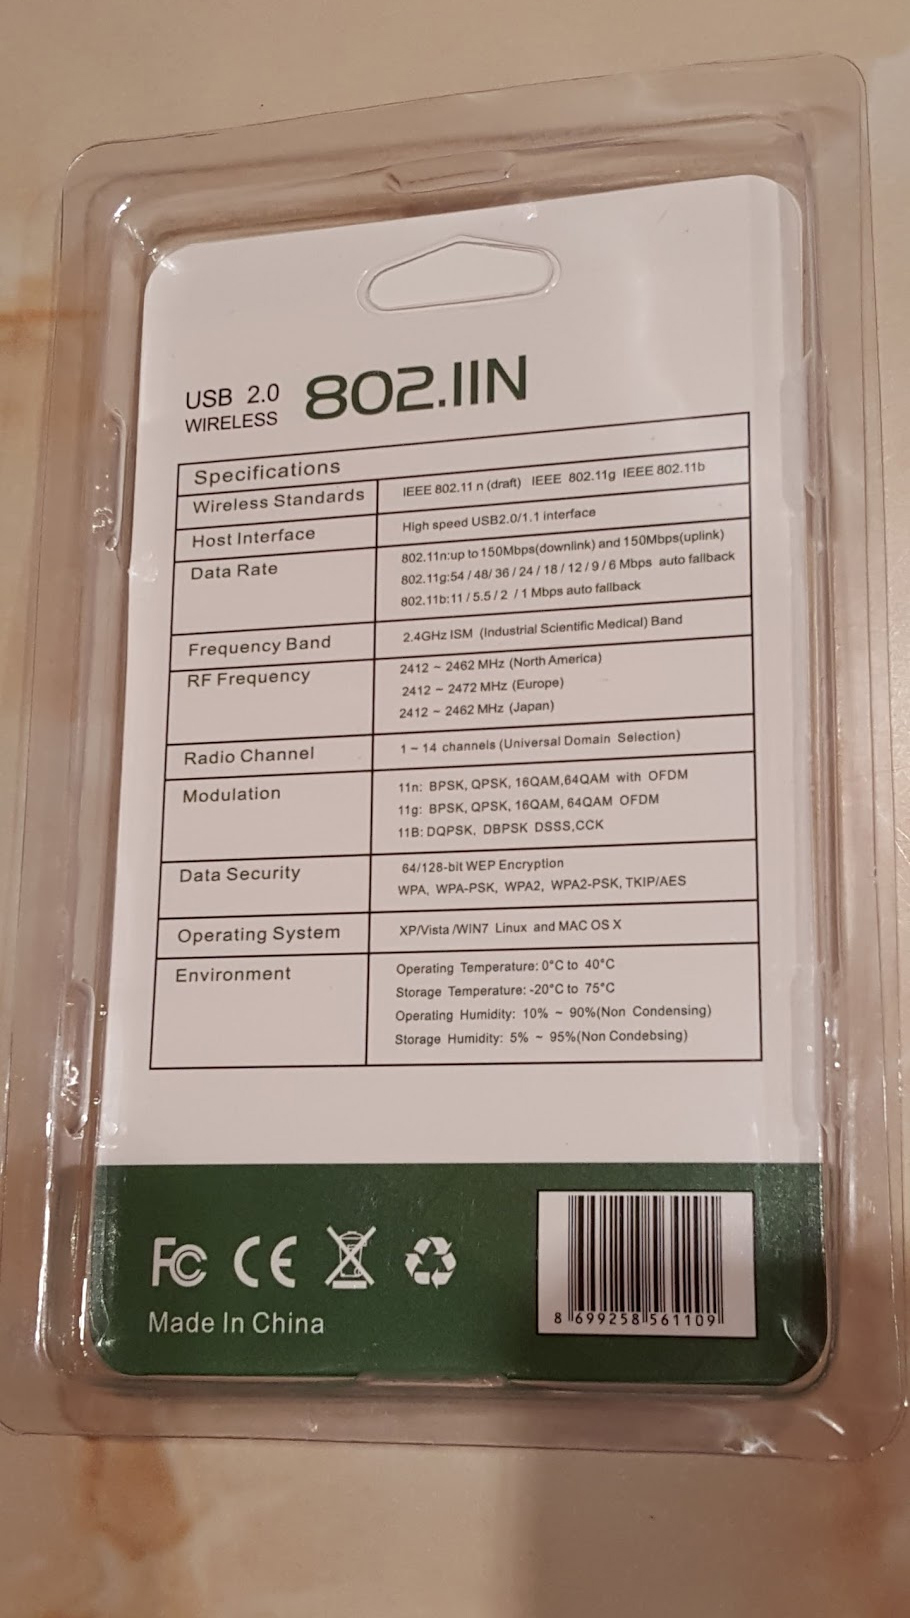 USB 2.0
WIRELESS
802.11N
Specifications
Wireless Standards
IEEE 802.11 n (draft) IEEE 802.11g IEEE 802.11b
Host Interface
High speed USB2.0/1.1 interface
Data Rate
802.11n:up to 150Mbps(downlink) and 150Mbps(uplink)
802.11g:54 / 48/ 36 / 24 / 18 / 12 / 9 / 6 Mbps auto fallback
802.11b:11 / 5.5 / 2 / 1 Mbps auto fallback
Frequency Band
2.4GHz ISM (Industrial Scientific Medical) Band
RF Frequency
2412 ~ 2462 MHz (North America)
2412 ~ 2472 MHz (Europe)
2412 ~ 2462 MHz (Japan)
Radio Channel
1 ~ 14 channels (Universal Domain Selection)
Modulation
11n: BPSK, QPSK, 16QAM,64QAM with OFDM
11g: BPSK, QPSK, 16QAM, 64QAM OFDM
11B: DQPSK, DBPSK DSSS,CCK
Data Security
64/128-bit WEP Encryption
WPA, WPA-PSK, WPA2, WPA2-PSK, TKIP/AES
Operating System
XP/Vista /WIN7 Linux and MAC OS X
Environment
Operating Temperature: 0°C to 40°C
Storage Temperature: -20°C to 75°C
Operating Humidity: 10% ~ 90%(Non Condensing)
Storage Humidity: 5% ~ 95%(Non Condebsing)
FC CE
Made In China
8 699258 561109